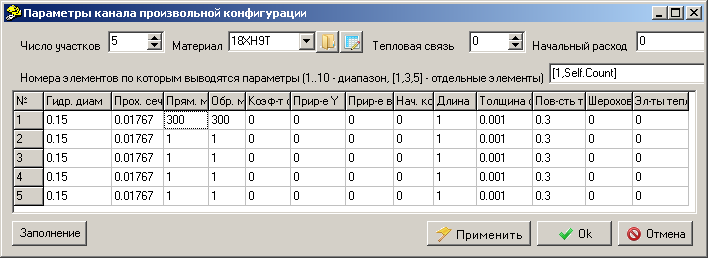 Параметры канала произвольной конфигурации
Число участков 5 Материал 1&XH9T Тепловая связь 0 Начальный расход 0
Номера элементов по которым выводятся параметры (1..10 - диапазон, [1,3,5] - отдельные элементы) [1,Self.Count]
№ Гидр. диам Прох. сеч Прям. м Обр. м Коэф-т с Прир-е Y Прир-е в Нач. ко Длина Толщина с Пов-сть т Шерохов Эл-ты тепл
1 0.15 0.01767 300 300 0 0 0 0 1 0.001 0.3 0 0
2 0.15 0.01767 1 1 0 0 0 0 1 0.001 0.3 0 0
3 0.15 0.01767 1 1 0 0 0 0 1 0.001 0.3 0 0
4 0.15 0.01767 1 1 0 0 0 0 1 0.001 0.3 0 0
5 0.15 0.01767 1 1 0 0 0 0 1 0.001 0.3 0 0
Заполнение Применить Ok Отмена